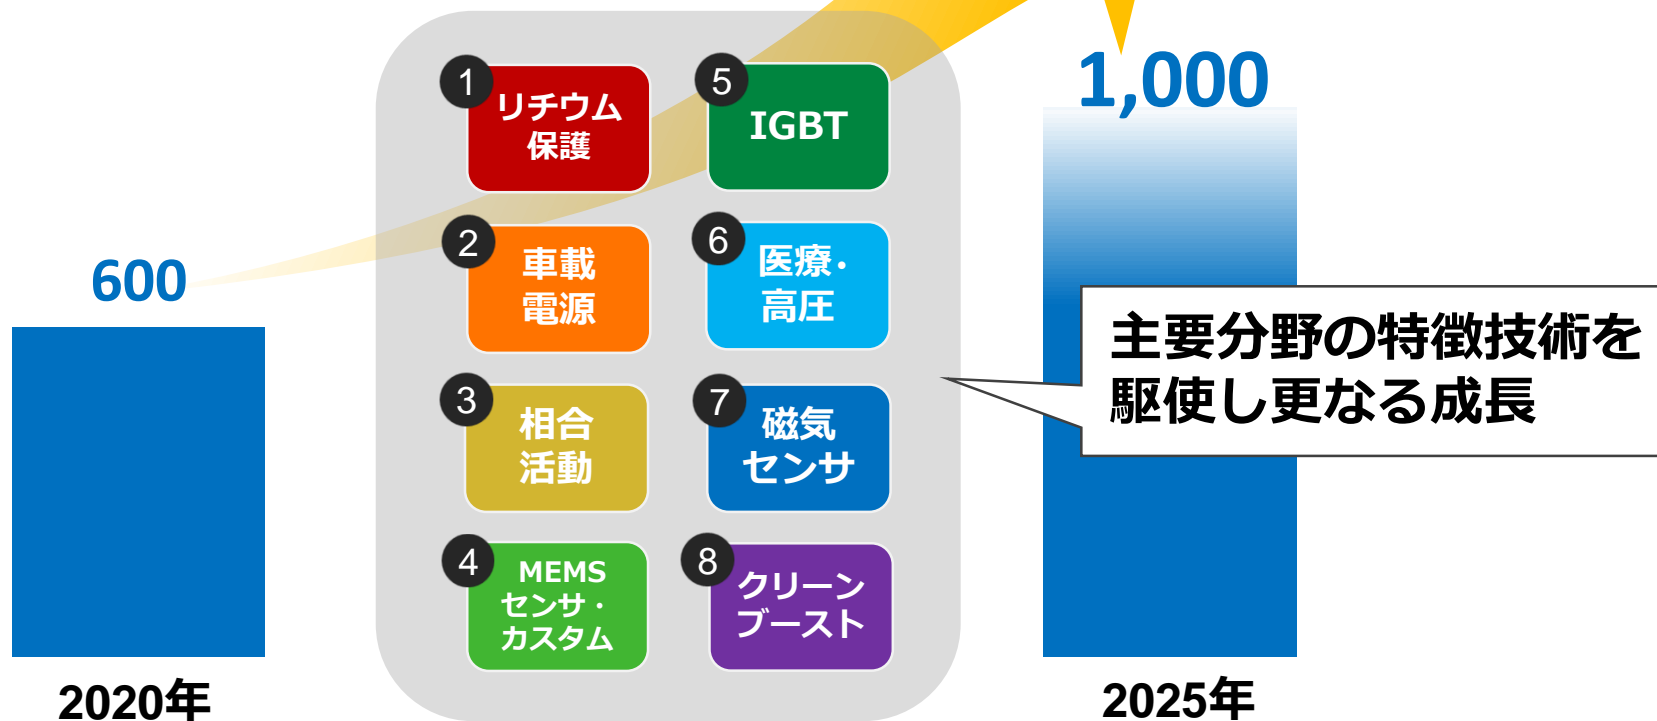 600
2020年
1
リチウム
保護
2
車載
電源
3
相合
活動
4
MEMS
センサ・
カスタム
5
IGBT
6
医療・
高圧
7
磁気
センサ
8
クリーン
ブースト
1,000
主要分野の特徴技術を
駆使し更なる成長
2025年